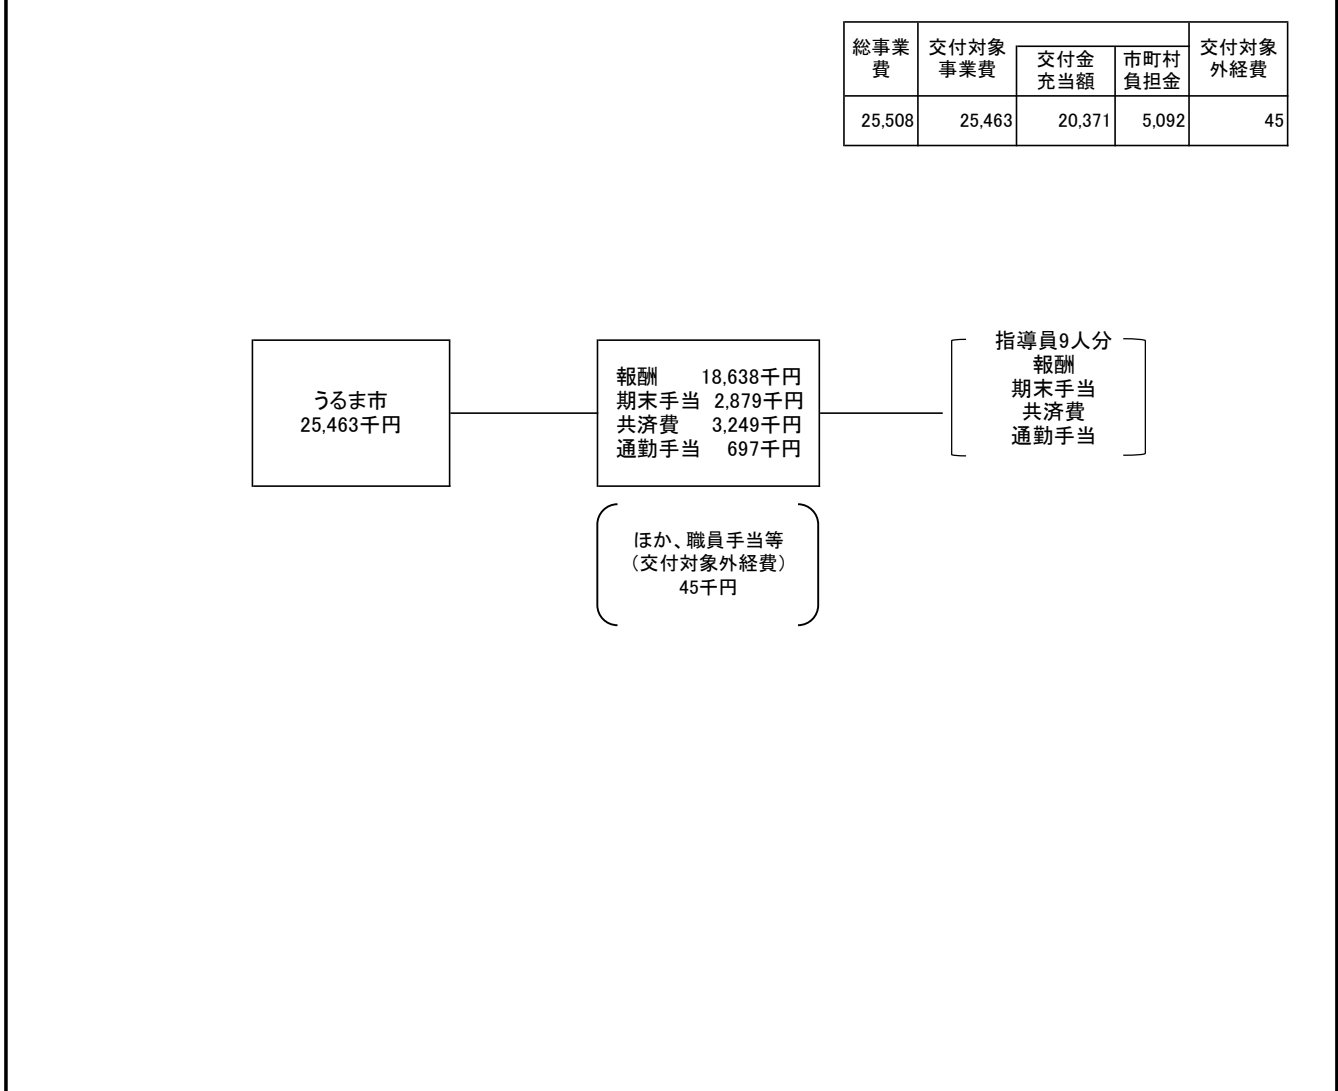 総事業費 交付対象事業費 交付金充当額 市町村負担金 交付対象外経費
25,508 25,463 20,371 5,092 45
うるま市
25,463千円
報酬 18,638千円
期末手当 2,879千円
共済費 3,249千円
通勤手当 697千円
指導員9人分
報酬
期末手当
共済費
通勤手当
ほか、職員手当等
（交付対象外経費）
45千円